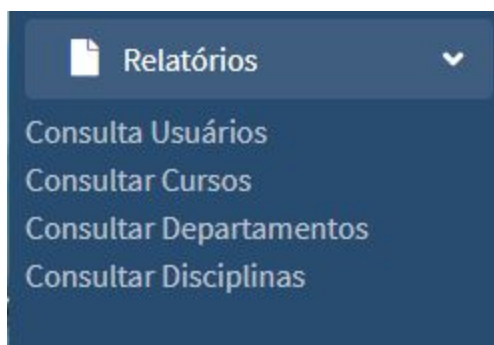 Relatórios
Consulta Usuários
Consultar Cursos
Consultar Departamentos
Consultar Disciplinas